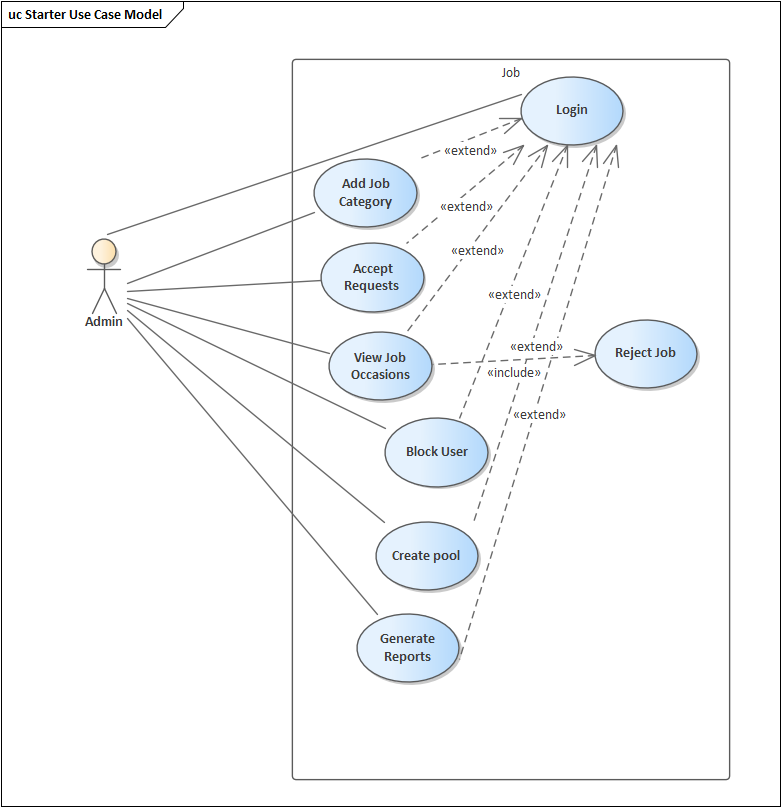 uc Starter Use Case Model
Job
Login
«extend»
Add Job
Category
«extend»
«extend»
Accept
Requests
«extend»
Admin
«extend»
View Job
Occasions
Reject Job
«include»
«extend»
Block User
Create pool
Generate
Reports